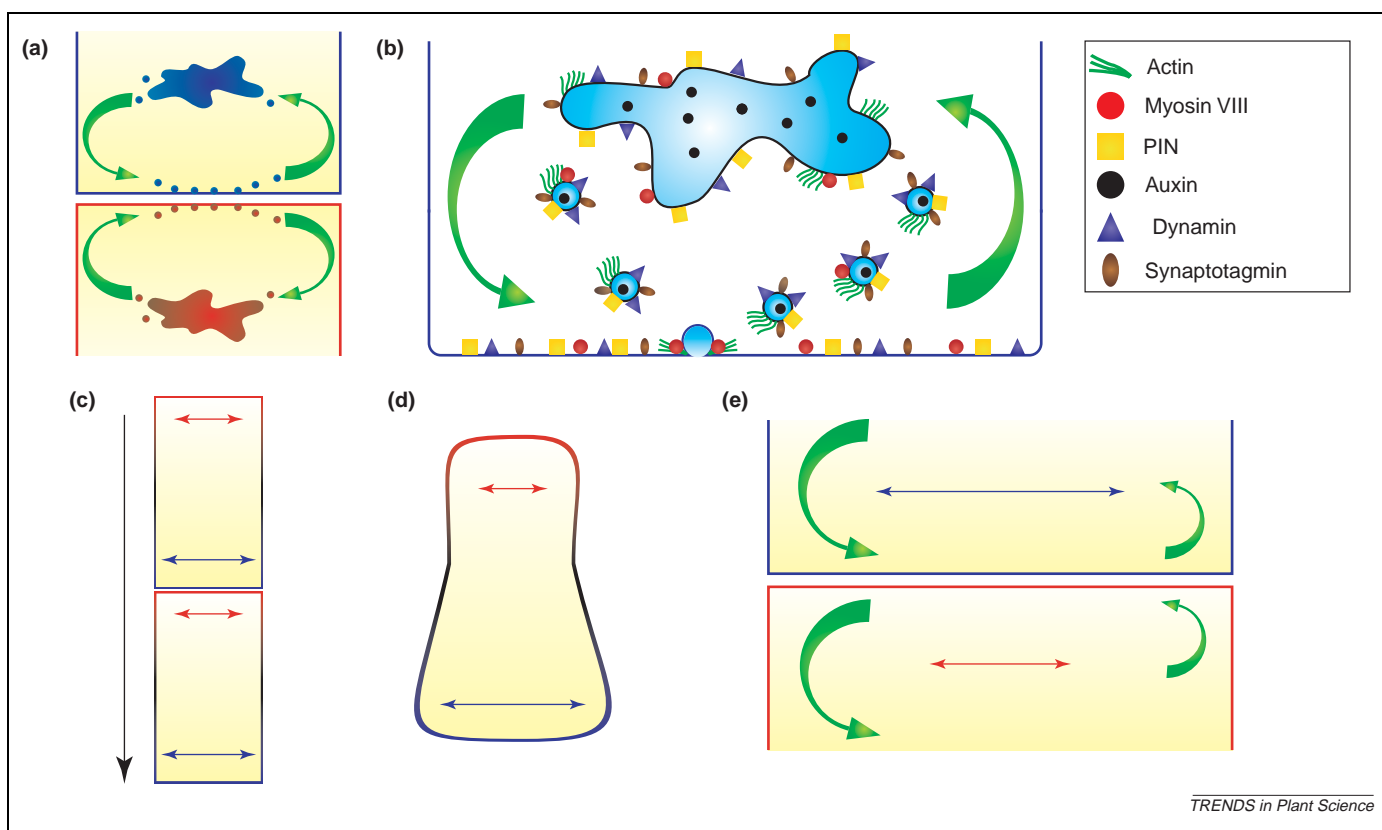 (a)
(b)
Actin
Myosin VIII
PIN
Auxin
Dynamin
Synaptotagmin
(c)
(d)
(e)
TRENDS in Plant Science